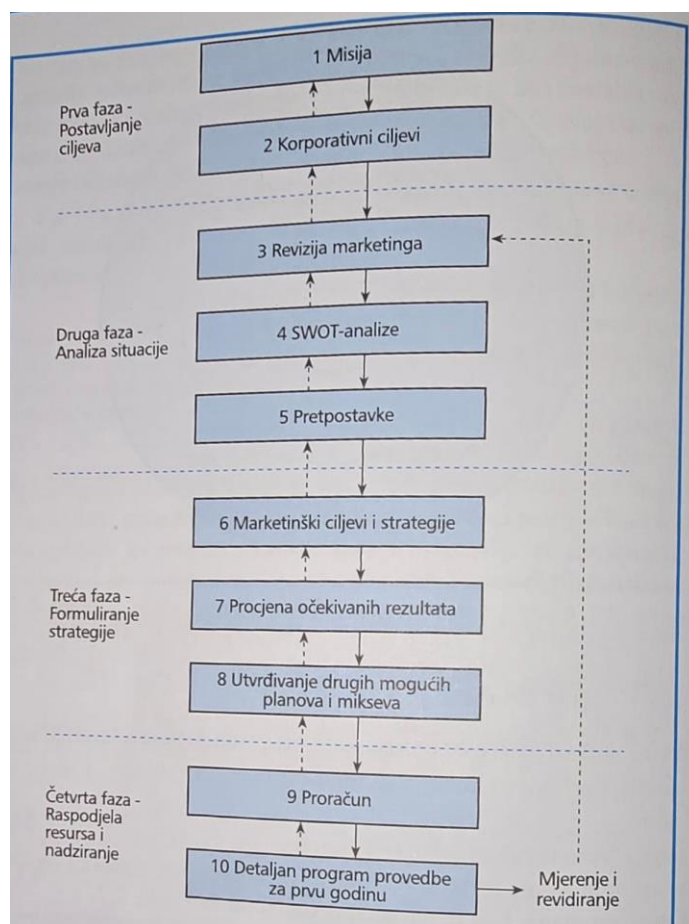 1 Misija
Prva faza -
Postavljanje
ciljeva
2 Korporativni ciljevi
3 Revizija marketinga
Druga faza -
Analiza situacije
4 SWOT-analize
5 Pretpostavke
6 Marketinški ciljevi i strategije
Treća faza -
Formuliranje
strategije
7 Procjena očekivanih rezultata
8 Utvrđivanje drugih mogućih
planova i mikseva
Četvrta faza -
Raspodjela
resursa i
nadziranje
9 Proračun
10 Detaljan program provedbe
za prvu godinu
Mjerenje i
revidiranje